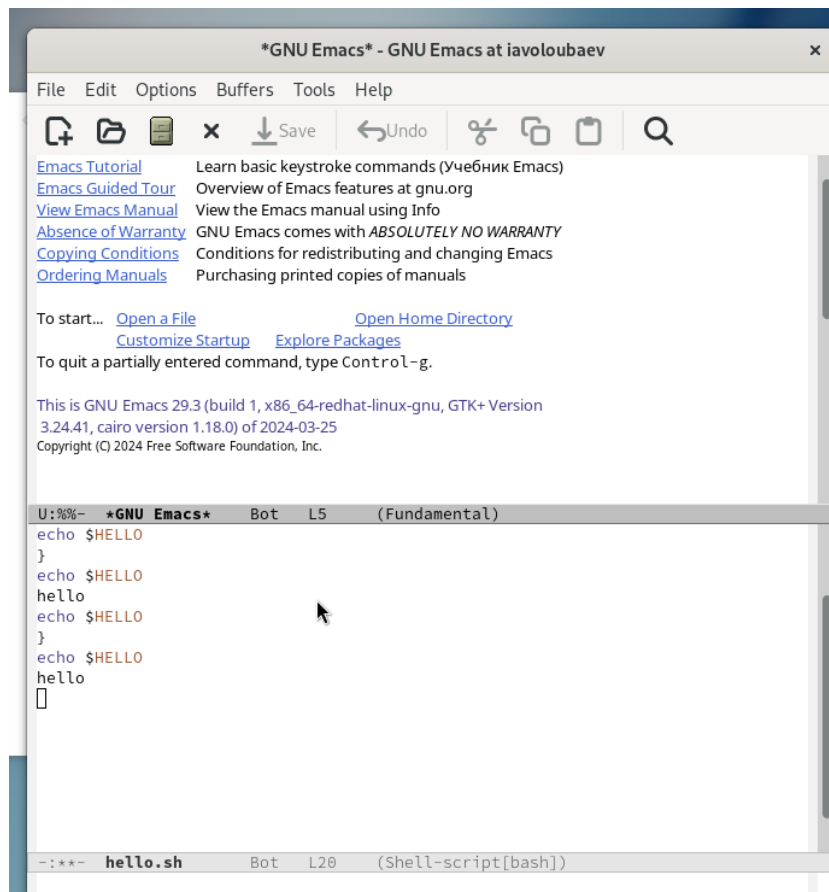 *GNU Emacs* - GNU Emacs at iavoloubaev
File Edit Options Buffers Tools Help
Save Undo
Emacs Tutorial Learn basic keystroke commands (Учебник Emacs)
Emacs Guided Tour Overview of Emacs features at gnu.org
View Emacs Manual View the Emacs manual using Info
Absence of Warranty GNU Emacs comes with ABSOLUTELY NO WARRANTY
Copying Conditions Conditions for redistributing and changing Emacs
Ordering Manuals Purchasing printed copies of manuals
To start... Open a File Open Home Directory
Customize Startup Explore Packages
To quit a partially entered command, type Control-g.
This is GNU Emacs 29.3 (build 1, x86_64-redhat-linux-gnu, GTK+ Version
3.24.41, cairo version 1.18.0) of 2024-03-25
Copyright (C) 2024 Free Software Foundation, Inc.
U:%%- *GNU Emacs* Bot L5 (Fundamental)
echo $HELLO
}
echo $HELLO
hello
echo $HELLO
}
echo $HELLO
hello
-:**- hello.sh Bot L20 (Shell-script[bash])